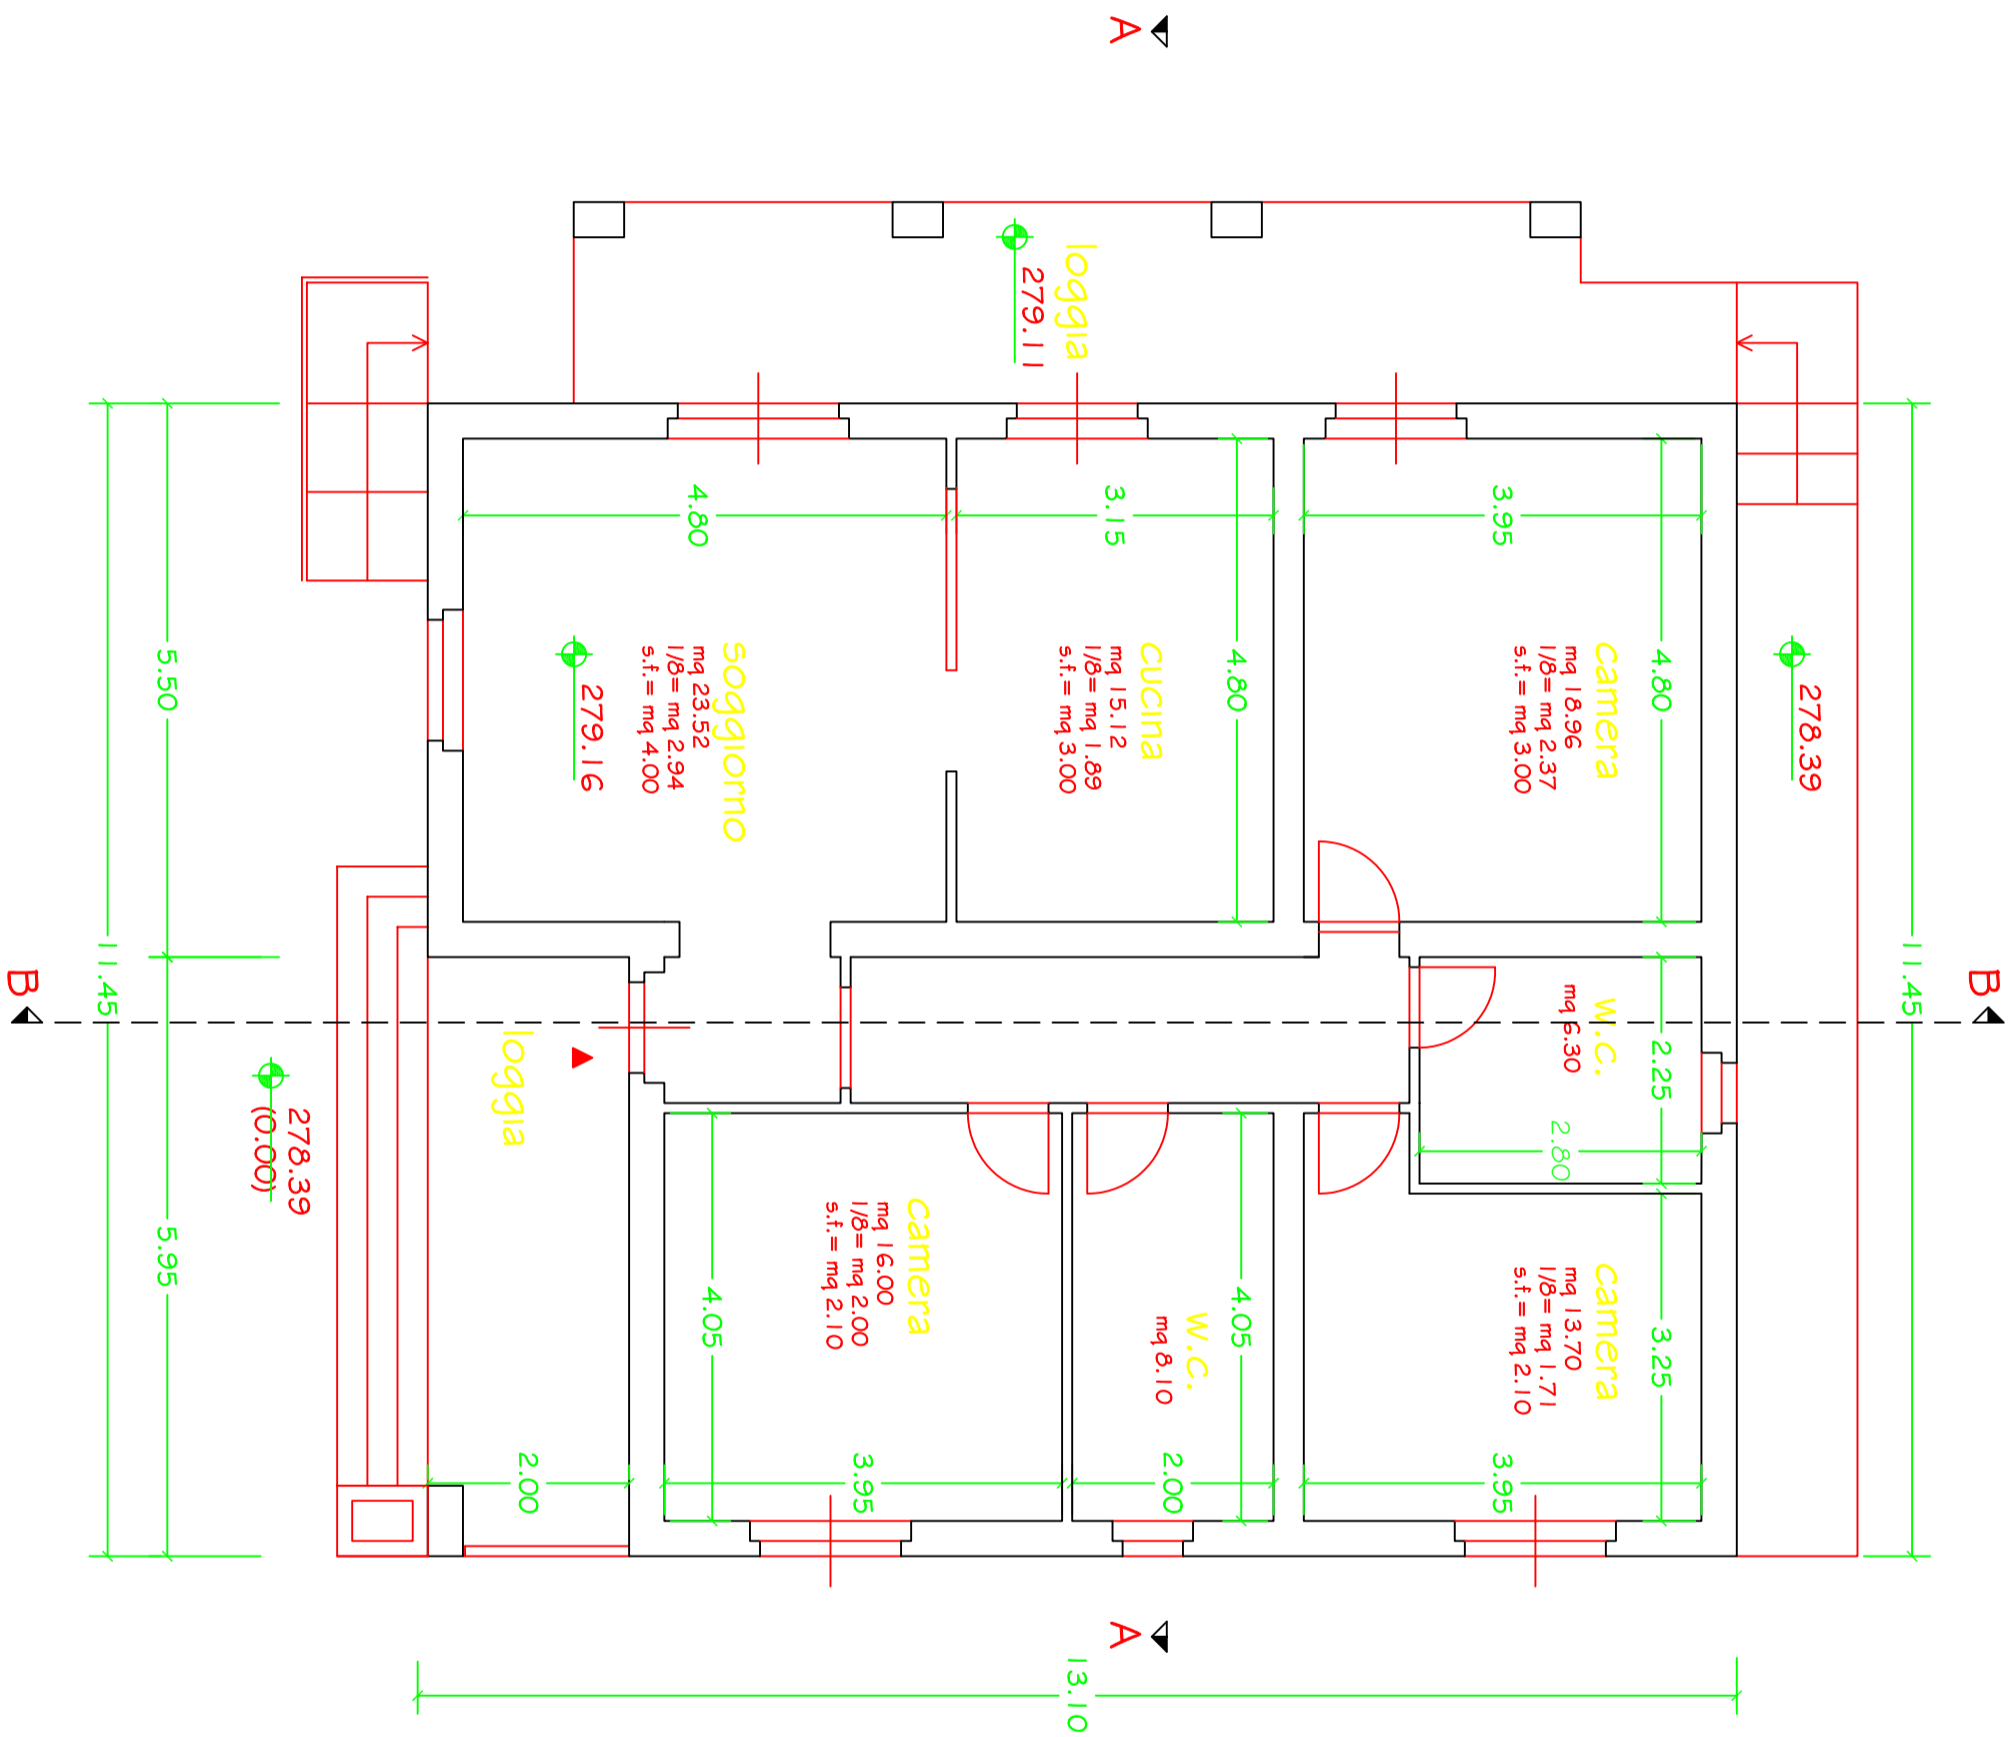 A
loggia
279.11
4.80
3.15
3.95
soggiorno
mq 23.52
1/8= mq 2.94
s.f.= mq 4.00
279.16
cucina
mq 15.12
1/8= mq 1.89
s.f.= mq 3.00
4.80
camera
mq 18.96
1/8= mq 2.37
s.f.= mq 3.00
4.80
278.39
5.50
11.45
11.45
B
B
w.c.
mq 6.30
2.25
2.80
loggia
278.39
(0.00)
5.95
camera
mq 16.00
1/8= mq 2.00
s.f.= mq 2.10
4.05
w.c.
mq 8.10
4.05
camera
mq 13.70
1/8= mq 1.71
s.f.= mq 2.10
3.25
2.00
3.95
2.00
3.95
A
13.10